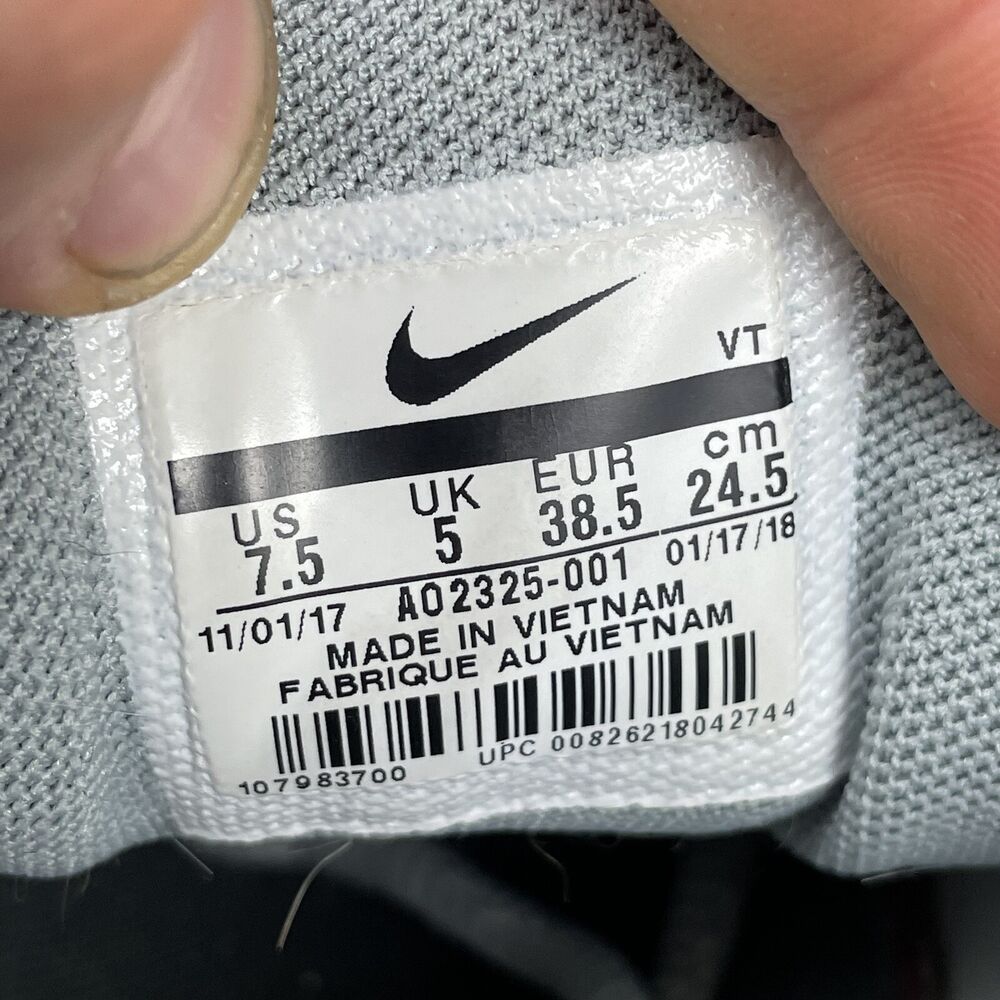 VT
US UK EUR cm
7.5 5 38.5 24.5
11/01/17 AO2325-001 01/17/18
MADE IN VIETNAM
FABRIQUE AU VIETNAM
107983700 UPC 00826218042744